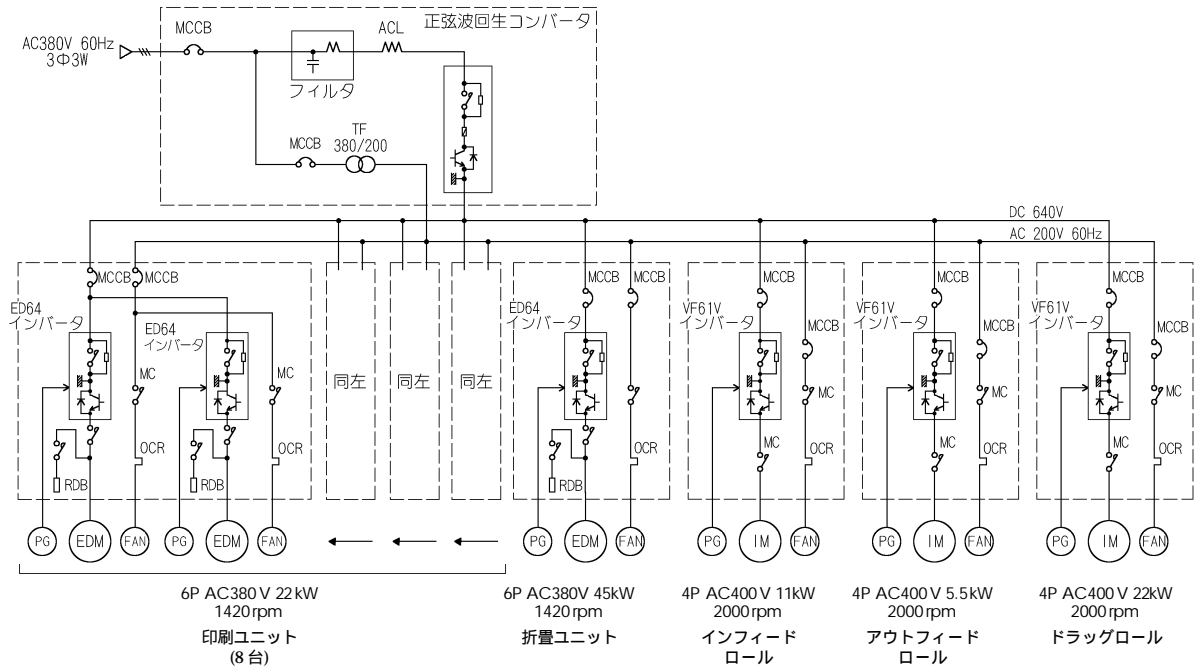 正弦波回生コンバータ
MCCB
ACL
AC380V 60Hz
3Φ3W
フィルタ
TF
380/200
MCCB
DC 640V
AC 200V 60Hz
MCCB
MCCB
ED64
インバータ
ED64
インバータ
MC
MC
OCR
OCR
RDB
RDB
同左
同左
同左
MCCB
MCCB
ED64
インバータ
OCR
RDB
MCCB
VF61V
インバータ
MCCB
MC
MC
OCR
MCCB
VF61V
インバータ
MCCB
MC
MC
OCR
MCCB
VF61V
インバータ
MCCB
MC
MC
OCR
PG
EDM
FAN
PG
EDM
FAN
PG
EDM
FAN
PG
IM
FAN
PG
IM
FAN
PG
IM
FAN
6P AC380V 22kW
1420rpm
印刷ユニット
(8台)
6P AC380V 45kW
1420rpm
折畳ユニット
4P AC400V 11kW
2000rpm
インフィード
ロール
4P AC400V 5.5kW
2000rpm
アウトフィード
ロール
4P AC400V 22kW
2000rpm
ドラッグロール